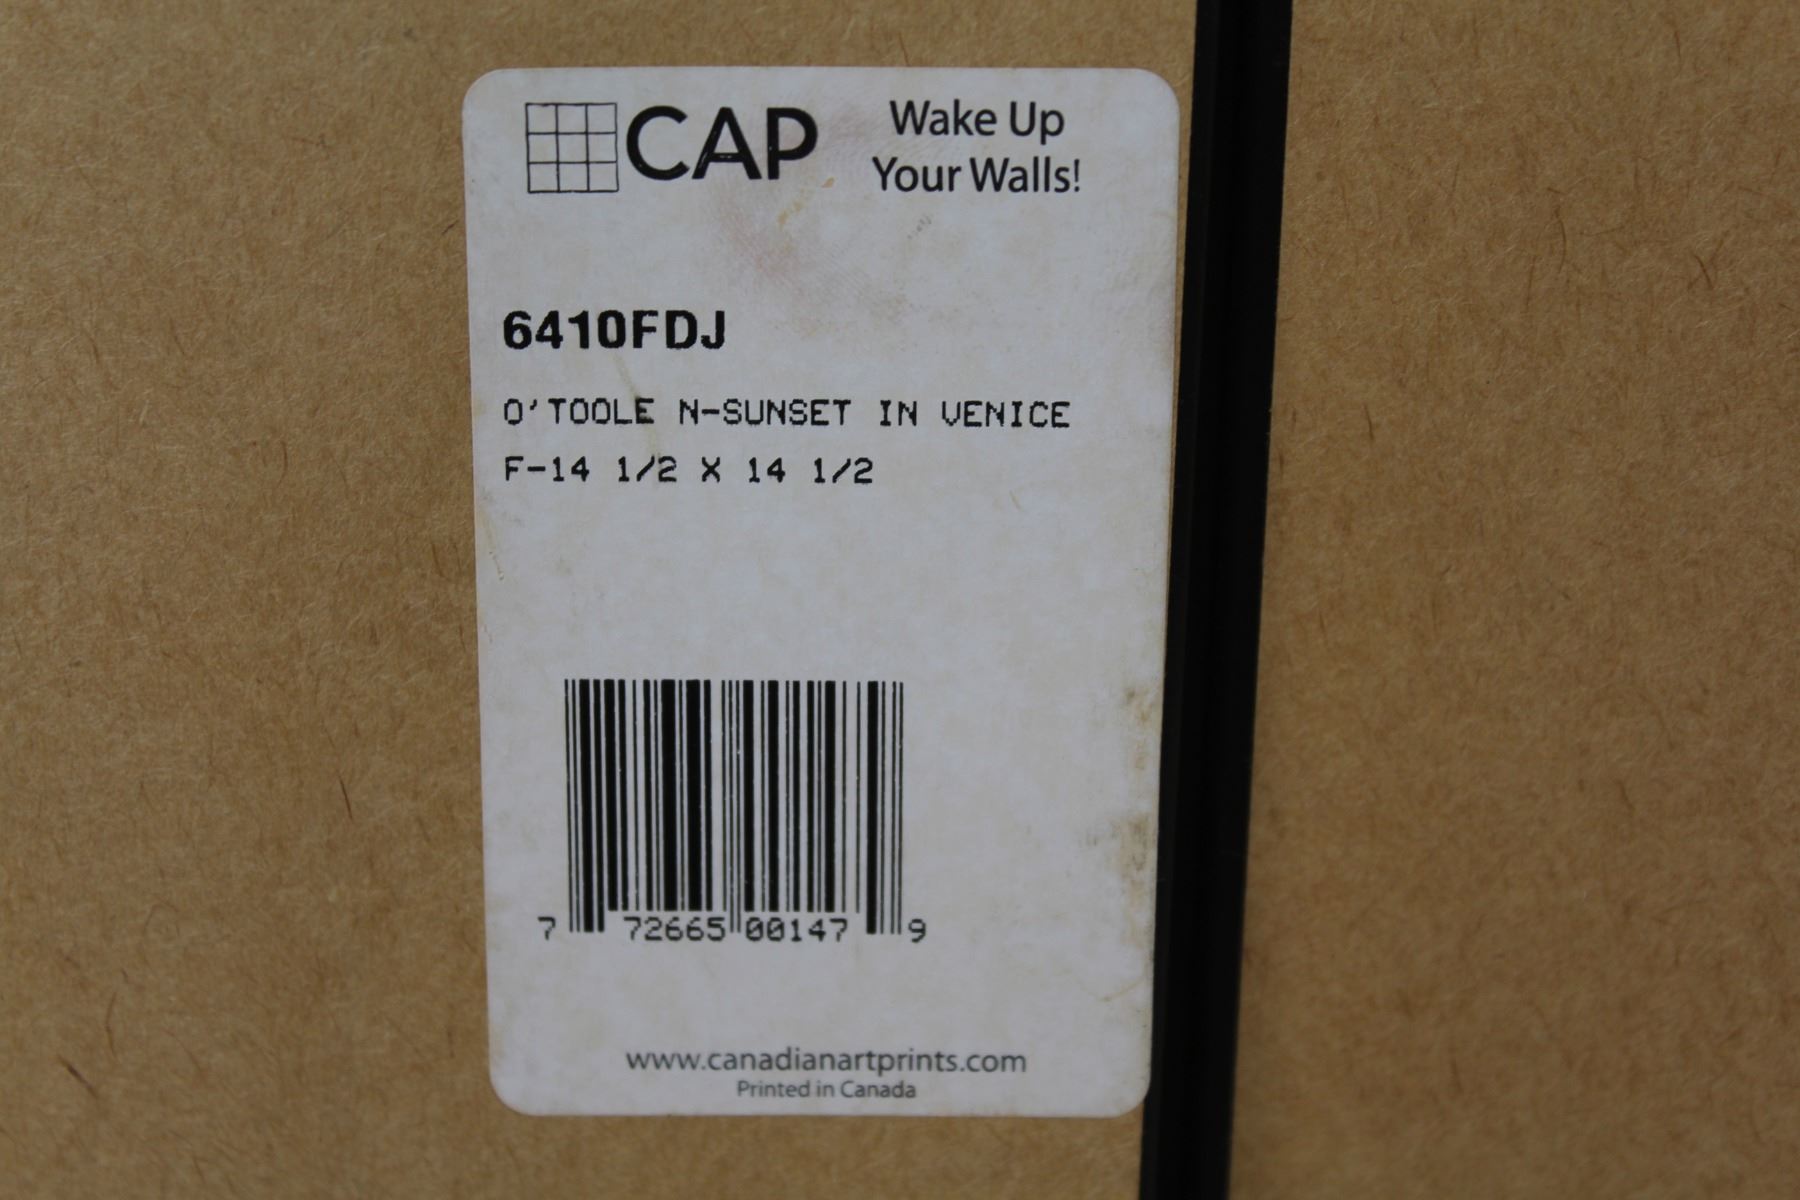 CAP
Wake Up
Your Walls!
6410FDJ
O'TOOLE N-SUNSET IN VENICE
F-14 1/2 X 14 1/2
7 72665 00147 9
www.canadianartprints.com
Printed in Canada